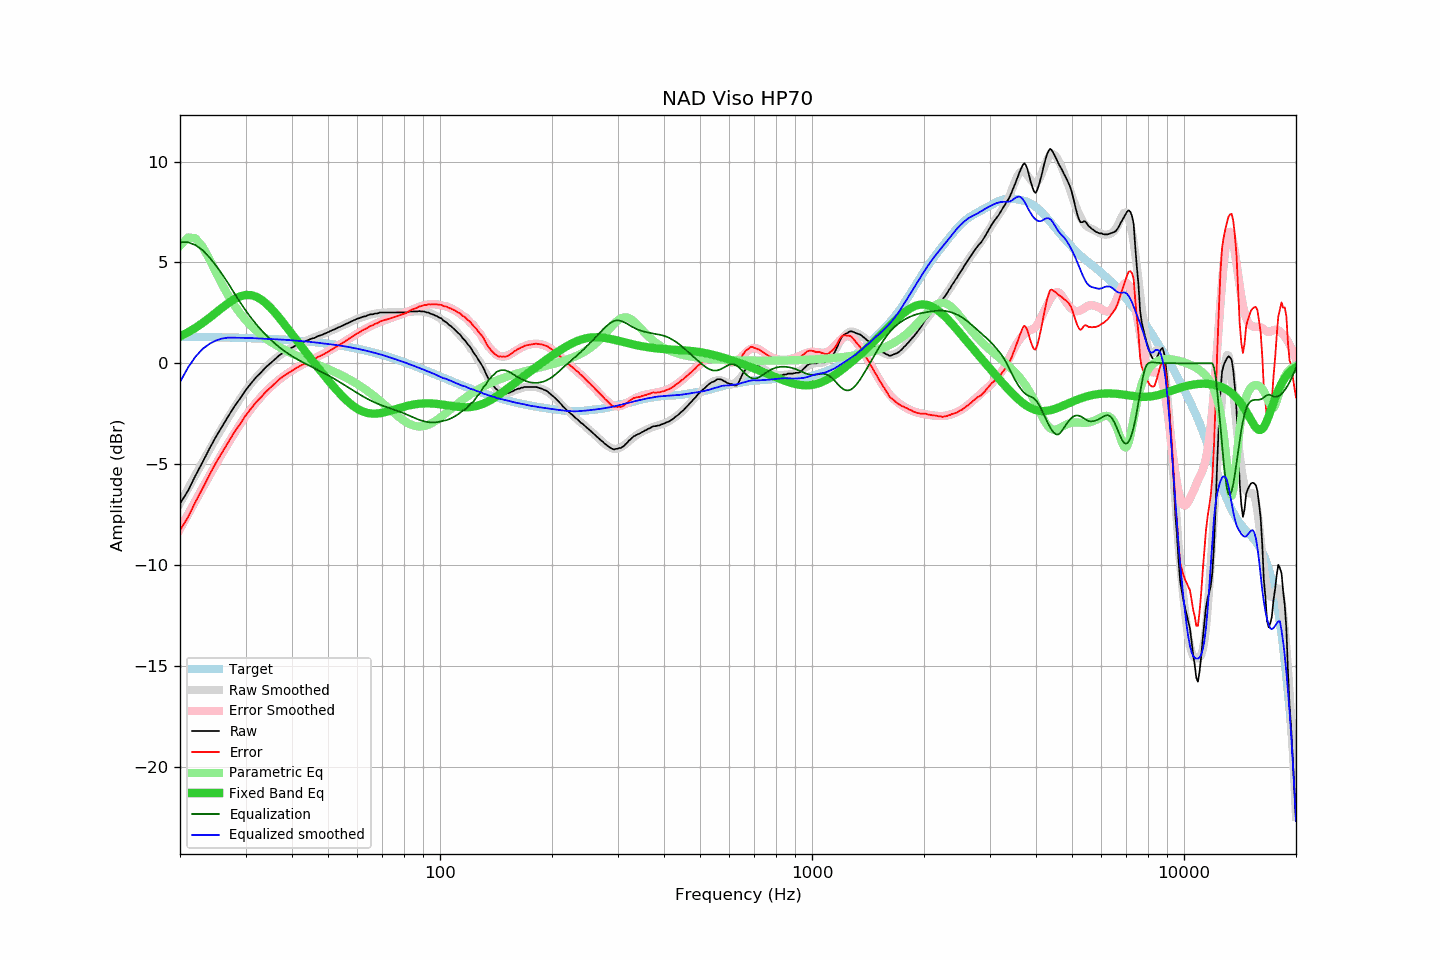 NAD Viso HP70
10
5
0
−5
−10
−15
−20
Amplitude (dBr)
Target
Raw Smoothed
Error Smoothed
Raw
Error
Parametric Eq
Fixed Band Eq
Equalization
Equalized smoothed
100
1000
10000
Frequency (Hz)